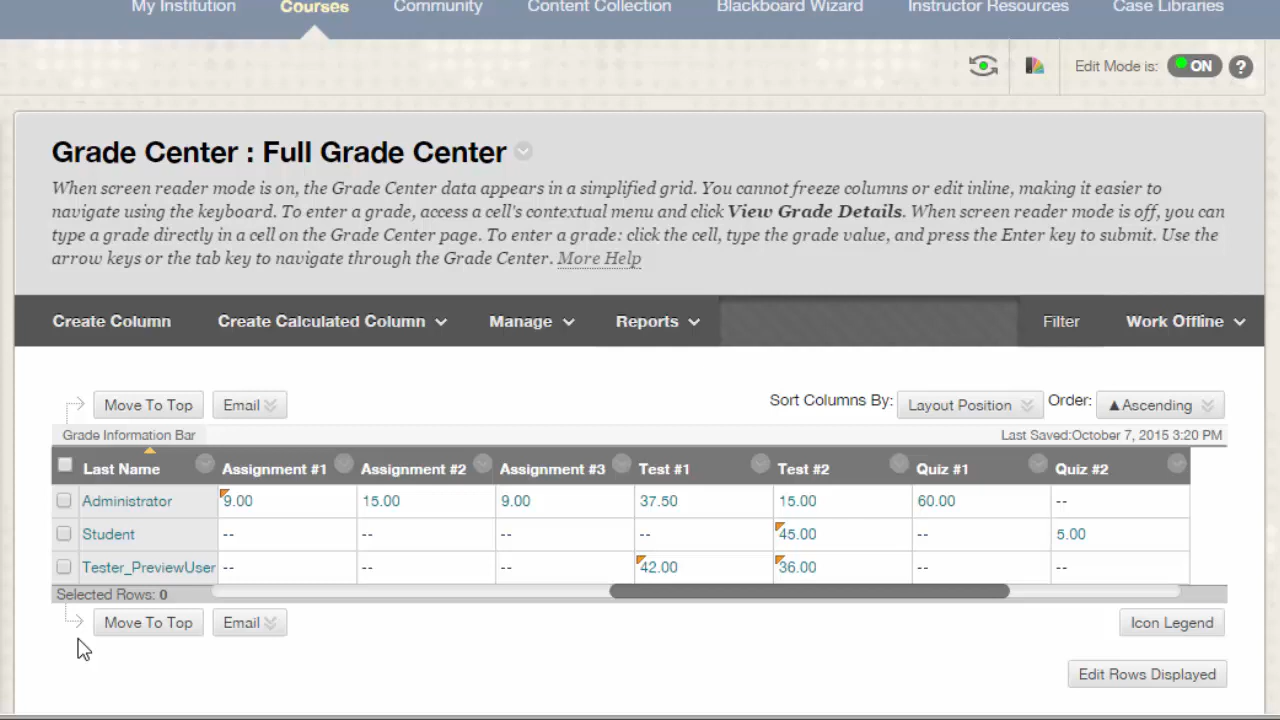 My Institution Courses Community Content Collection Blackboard Wizard Instructor Resources Case Libraries
Edit Mode is: ON ?
Grade Center : Full Grade Center
When screen reader mode is on, the Grade Center data appears in a simplified grid. You cannot freeze columns or edit inline, making it easier to
navigate using the keyboard. To enter a grade, access a cell's contextual menu and click View Grade Details. When screen reader mode is off, you can
type a grade directly in a cell on the Grade Center page. To enter a grade: click the cell, type the grade value, and press the Enter key to submit. Use the
arrow keys or the tab key to navigate through the Grade Center. More Help
Create Column Create Calculated Column Manage Reports Filter Work Offline
Move To Top Email Sort Columns By: Layout Position Order: ▲Ascending
Grade Information Bar Last Saved:October 7, 2015 3:20 PM
Last Name Assignment #1 Assignment #2 Assignment #3 Test #1 Test #2 Quiz #1 Quiz #2
Administrator 9.00 15.00 9.00 37.50 15.00 60.00 --
Student -- -- -- -- 45.00 -- 5.00
Tester_PreviewUser -- -- -- 42.00 36.00 -- --
Selected Rows: 0
Move To Top Email Icon Legend
Edit Rows Displayed